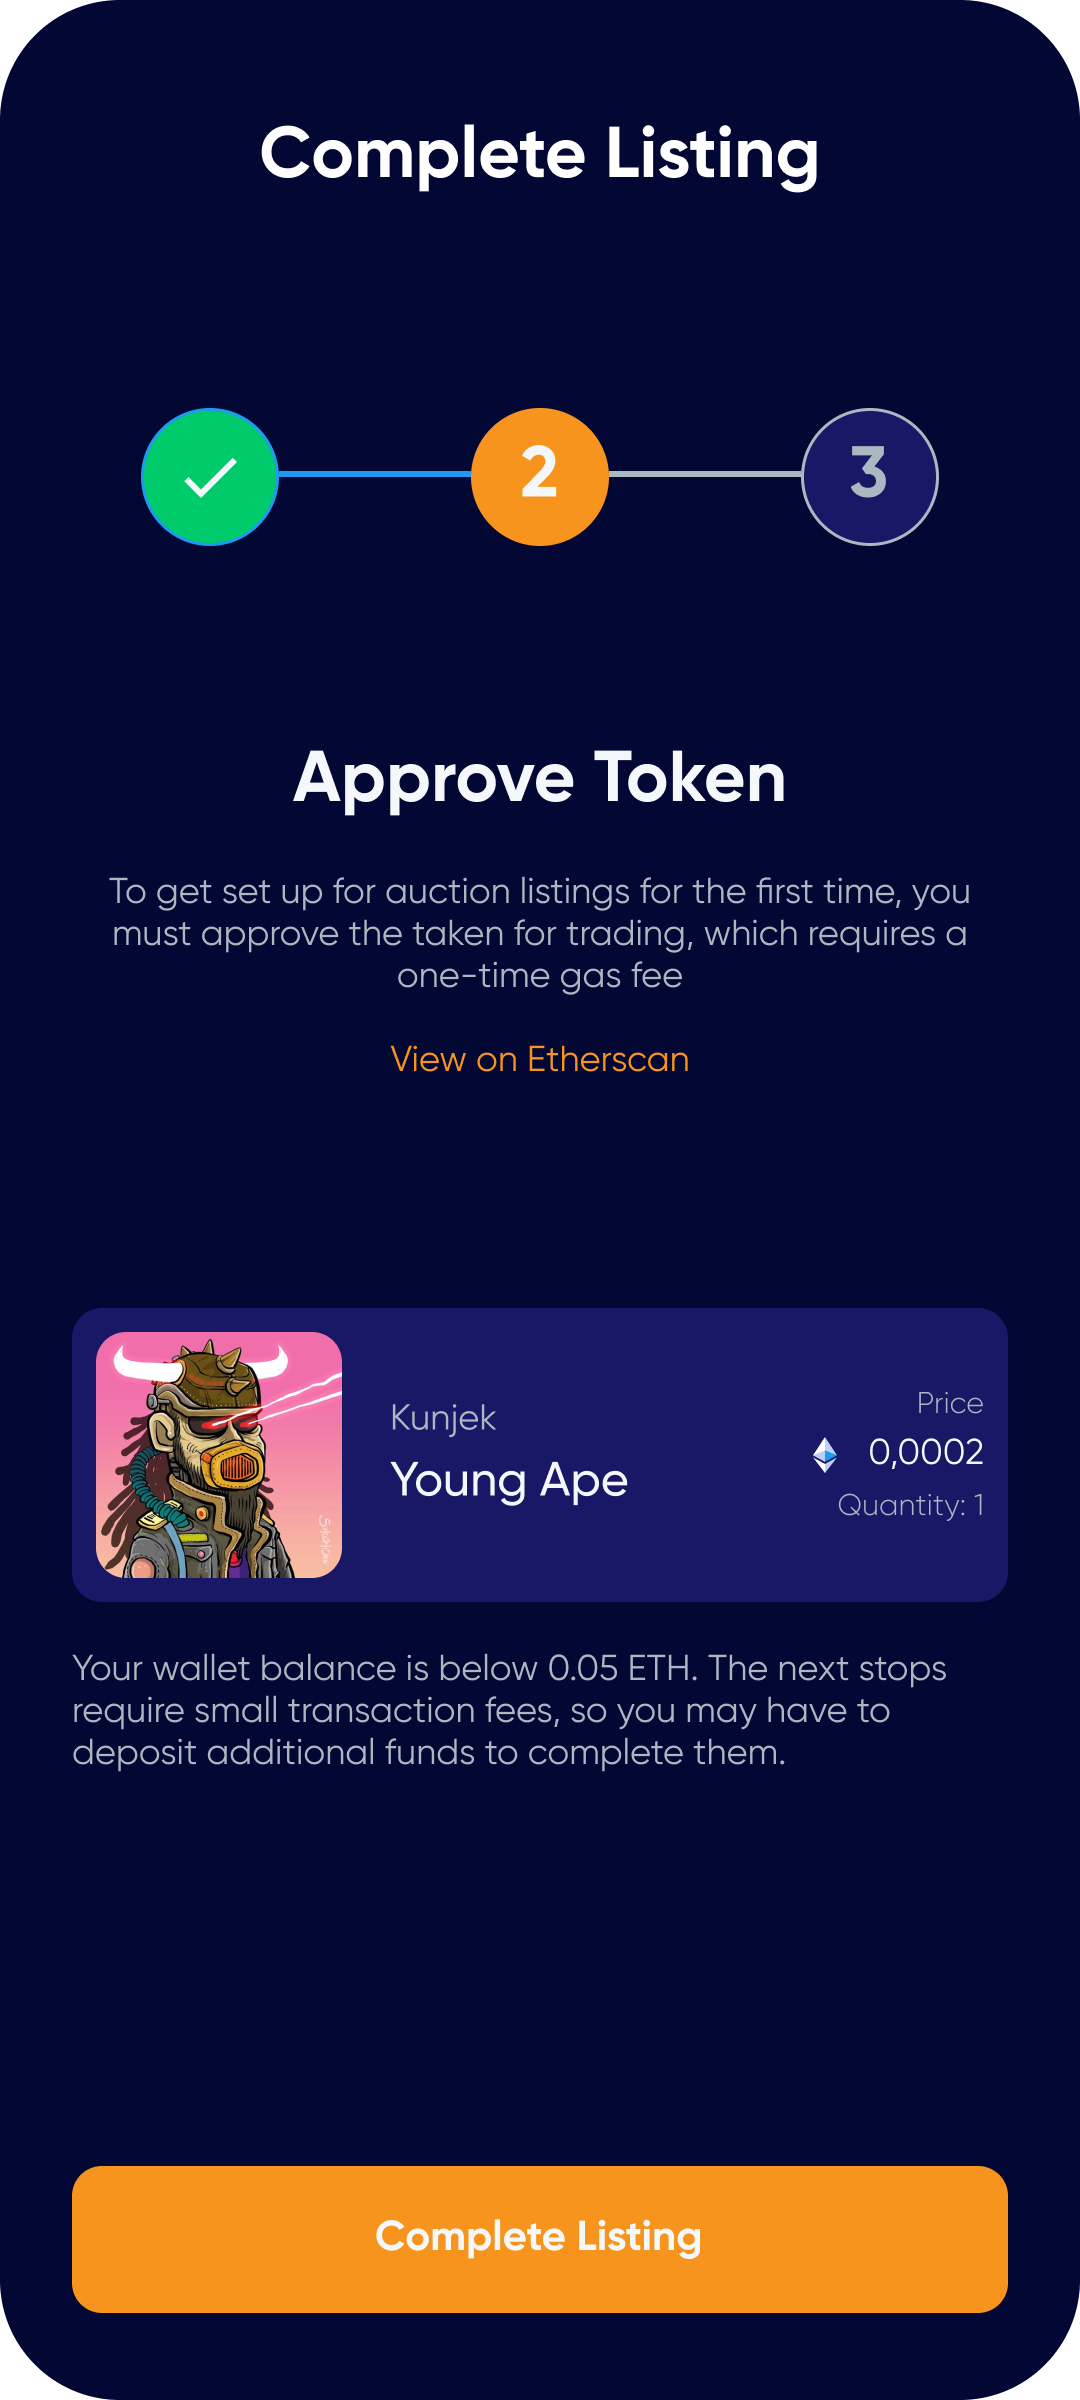 Complete Listing
2
3
Approve Token
To get set up for auction listings for the first time, you
must approve the taken for trading, which requires a
one-time gas fee
View on Etherscan
Kunjek
Young Ape
Price
0,0002
Quantity: 1
Your wallet balance is below 0.05 ETH. The next stops
require small transaction fees, so you may have to
deposit additional funds to complete them.
Complete Listing